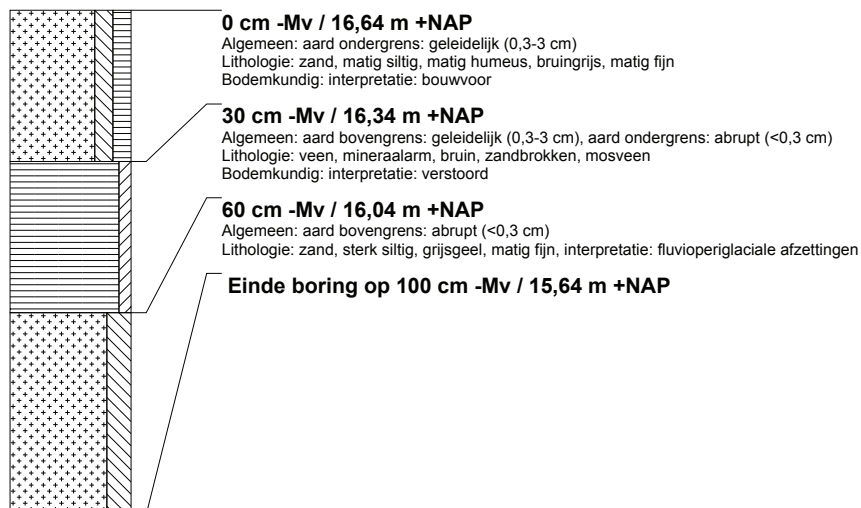 0 cm -Mv / 16,64 m +NAP
Algemeen: aard ondergrens: geleidelijk (0,3-3 cm)
Lithologie: zand, matig siltig, matig humeus, bruingrijs, matig fijn
Bodemkundig: interpretatie: bouwvoor
30 cm -Mv / 16,34 m +NAP
Algemeen: aard bovengrens: geleidelijk (0,3-3 cm), aard ondergrens: abrupt (<0,3 cm)
Lithologie: veen, mineraalarm, bruin, zandbrokken, mosveen
Bodemkundig: interpretatie: verstoord
60 cm -Mv / 16,04 m +NAP
Algemeen: aard bovengrens: abrupt (<0,3 cm)
Lithologie: zand, sterk siltig, grijsgeel, matig fijn, interpretatie: fluvioperiglaciale afzettingen
Einde boring op 100 cm -Mv / 15,64 m +NAP